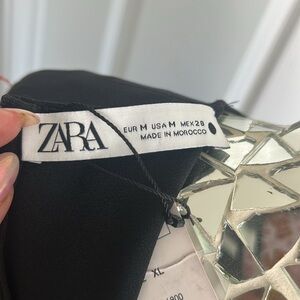 ZARA
EUR M USA M MEX 28
MADE IN MOROCCO
XL